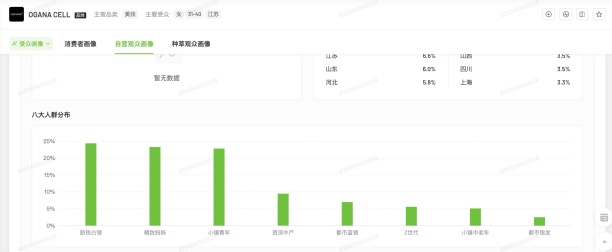 OGANA CELL 品牌 主营品类 美妆 主要受众 女 31-40 江苏
AI 受众画像 消费者画像 自营观众画像 种草观众画像
江苏 6.6% 山西 3.5%
山东 6.0% 四川 3.5%
河北 5.8% 上海 3.3%
暂无数据
八大人群分布
25%
20%
15%
10%
5%
0%
新锐白领 精致妈妈 小镇青年 资深中产 都市蓝领 Z世代 小镇中老年 都市银发